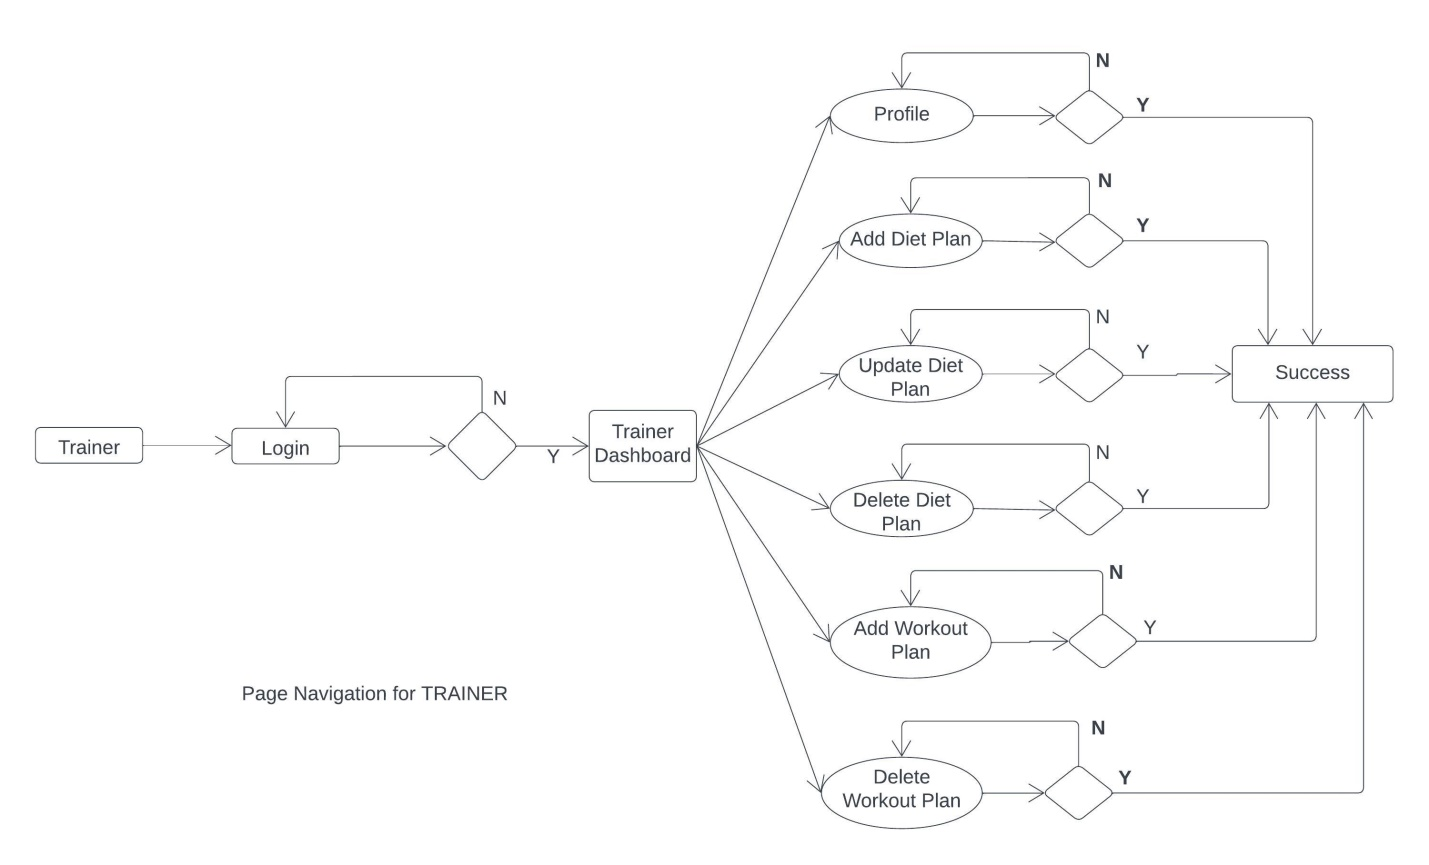 N
Y
Profile
N
Y
Add Diet Plan
N
Y
Update Diet
Plan
Success
N
Y
Trainer
Login
Trainer
Dashboard
N
Y
Delete Diet
Plan
N
Y
Add Workout
Plan
Page Navigation for TRAINER
N
Y
Delete
Workout Plan